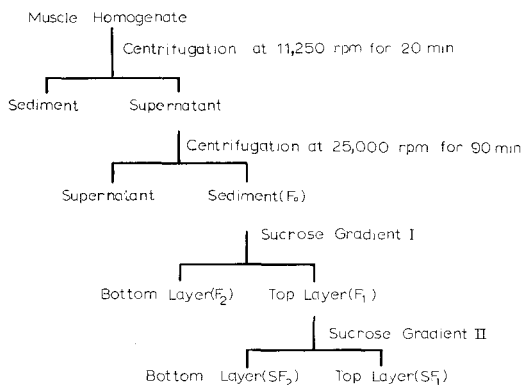 Muscle Homogenate
Centrifugation at 11,250 rpm for 20 min
Sediment Supernatant
Centrifugation at 25,000 rpm for 90 min
Supernatant Sediment(F₀)
Sucrose Gradient I
Bottom Layer(F₂) Top Layer(F₁)
Sucrose Gradient II
Bottom Layer(SF₂) Top Layer(SF₁)